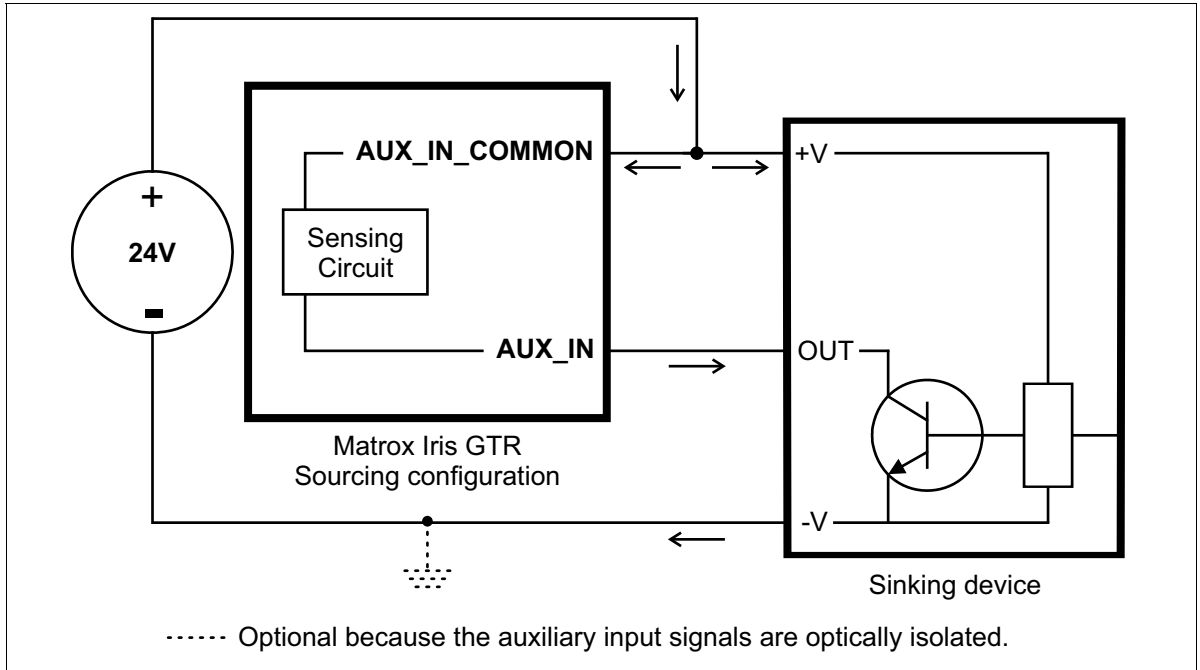 AUX_IN_COMMON
+V
+
24V
-
Sensing
Circuit
AUX_IN
OUT
Matrox Iris GTR
Sourcing configuration
-V
Sinking device
Optional because the auxiliary input signals are optically isolated.